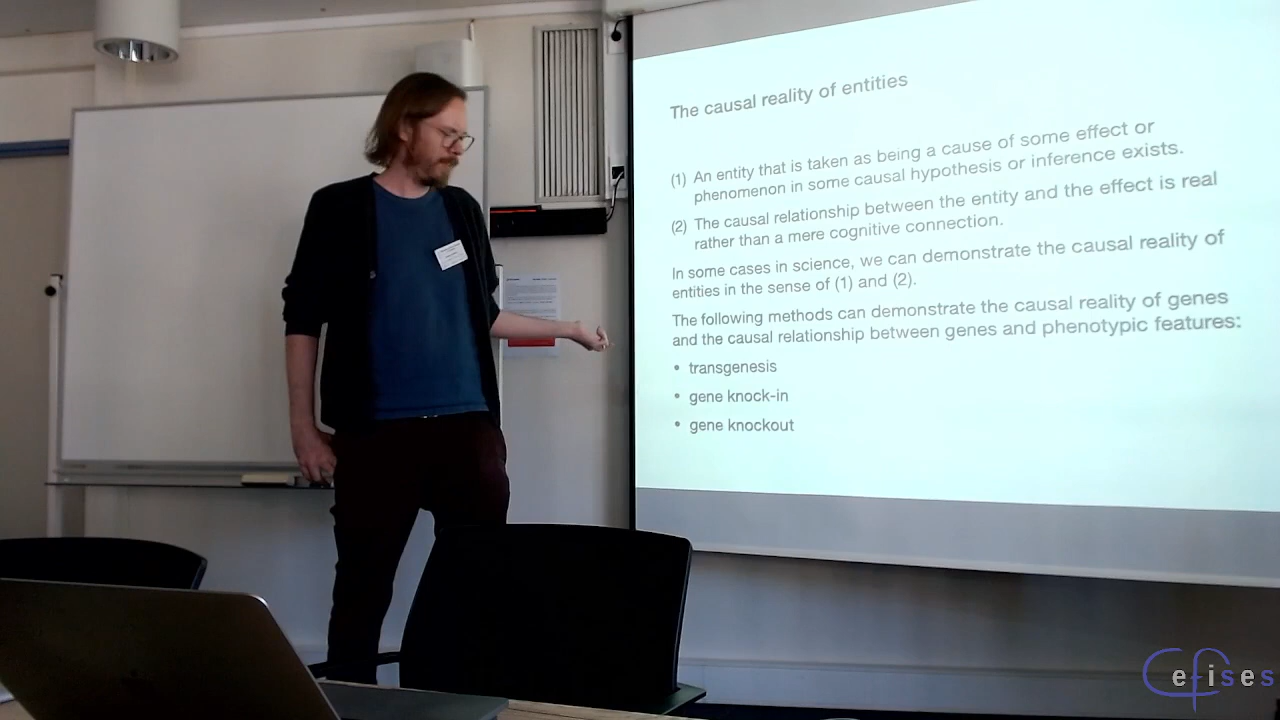 The causal reality of entities
(1) An entity that is taken as being a cause of some effect or
phenomenon in some causal hypothesis or inference exists.
(2) The causal relationship between the entity and the effect is real
rather than a mere cognitive connection.
In some cases in science, we can demonstrate the causal reality of
entities in the sense of (1) and (2).
The following methods can demonstrate the causal reality of genes
and the causal relationship between genes and phenotypic features:
• transgenesis
• gene knock-in
• gene knockout
Cefises